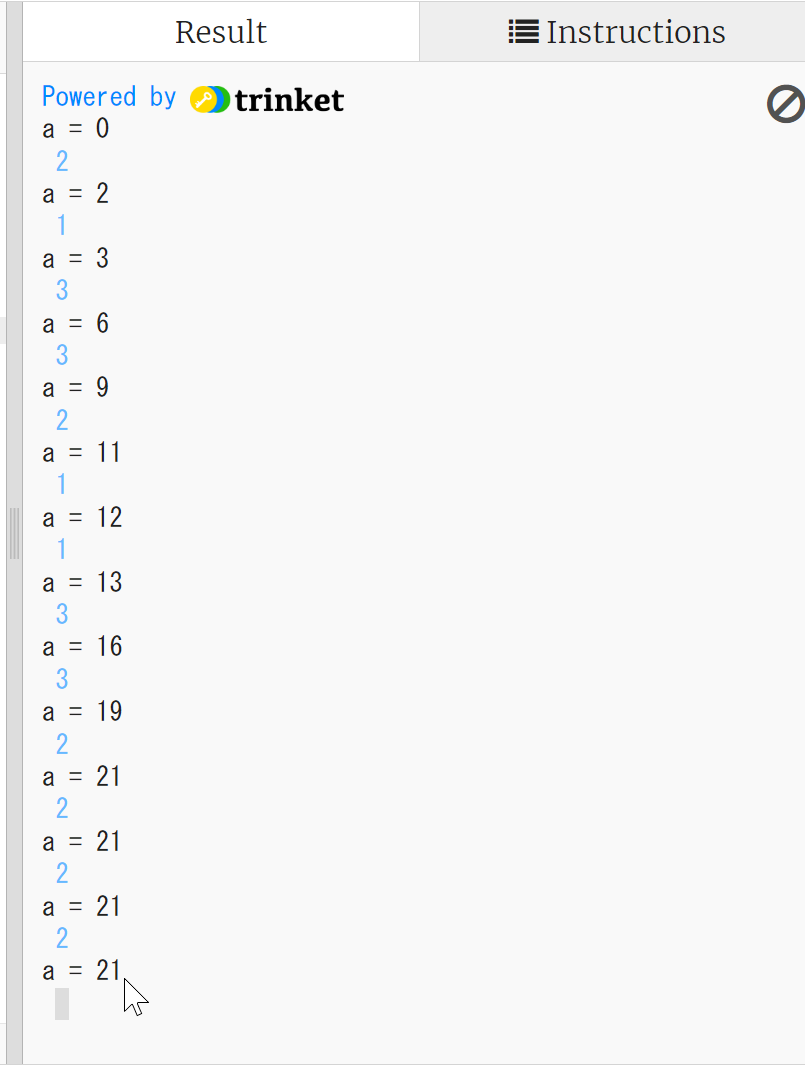 Result
Instructions
Powered by trinket
a = 0
2
a = 2
1
a = 3
3
a = 6
3
a = 9
2
a = 11
1
a = 12
1
a = 13
3
a = 16
3
a = 19
2
a = 21
2
a = 21
2
a = 21
2
a = 21